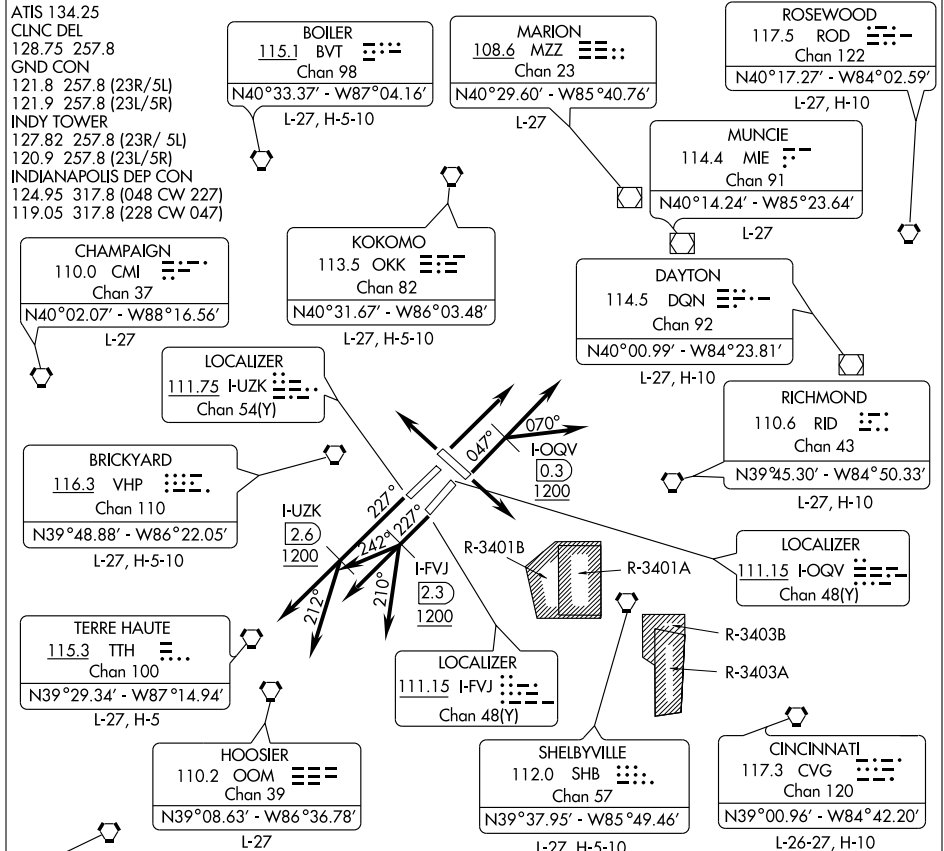 ATIS 134.25
CLNC DEL
128.75 257.8
GND CON
121.8 257.8 (23R/5L)
121.9 257.8 (23L/5R)
INDY TOWER
127.82 257.8 (23R/ 5L)
120.9 257.8 (23L/5R)
INDIANAPOLIS DEP CON
124.95 317.8 (048 CW 227)
119.05 317.8 (228 CW 047)
BOILER
115.1 BVT
Chan 98
N40°33.37' - W87°04.16'
L-27, H-5-10
MARION
108.6 MZZ
Chan 23
N40°29.60' - W85°40.76'
L-27
ROSEWOOD
117.5 ROD
Chan 122
N40°17.27' - W84°02.59'
L-27, H-10
MUNCIE
114.4 MIE
Chan 91
N40°14.24' - W85°23.64'
L-27
CHAMPAIGN
110.0 CMI
Chan 37
N40°02.07' - W88°16.56'
L-27
KOKOMO
113.5 OKK
Chan 82
N40°31.67' - W86°03.48'
L-27, H-5-10
DAYTON
114.5 DQN
Chan 92
N40°00.99' - W84°23.81'
L-27, H-10
LOCALIZER
111.75 I-UZK
Chan 54(Y)
RICHMOND
110.6 RID
Chan 43
N39°45.30' - W84°50.33'
L-27, H-10
047°
070°
I-OQV
0.3
1200
BRICKYARD
116.3 VHP
Chan 110
N39°48.88' - W86°22.05'
L-27, H-5-10
227°
I-UZK
2.6
1200
242°
227°
212°
210°
I-FVJ
2.3
1200
R-3401B
R-3401A
LOCALIZER
111.15 I-OQV
Chan 48(Y)
R-3403B
R-3403A
TERRE HAUTE
115.3 TTH
Chan 100
N39°29.34' - W87°14.94'
L-27, H-5
LOCALIZER
111.15 I-FVJ
Chan 48(Y)
HOOSIER
110.2 OOM
Chan 39
N39°08.63' - W86°36.78'
L-27
SHELBYVILLE
112.0 SHB
Chan 57
N39°37.95' - W85°49.46'
L-27, H-5-10
CINCINNATI
117.3 CVG
Chan 120
N39°00.96' - W84°42.20'
L-26-27, H-10